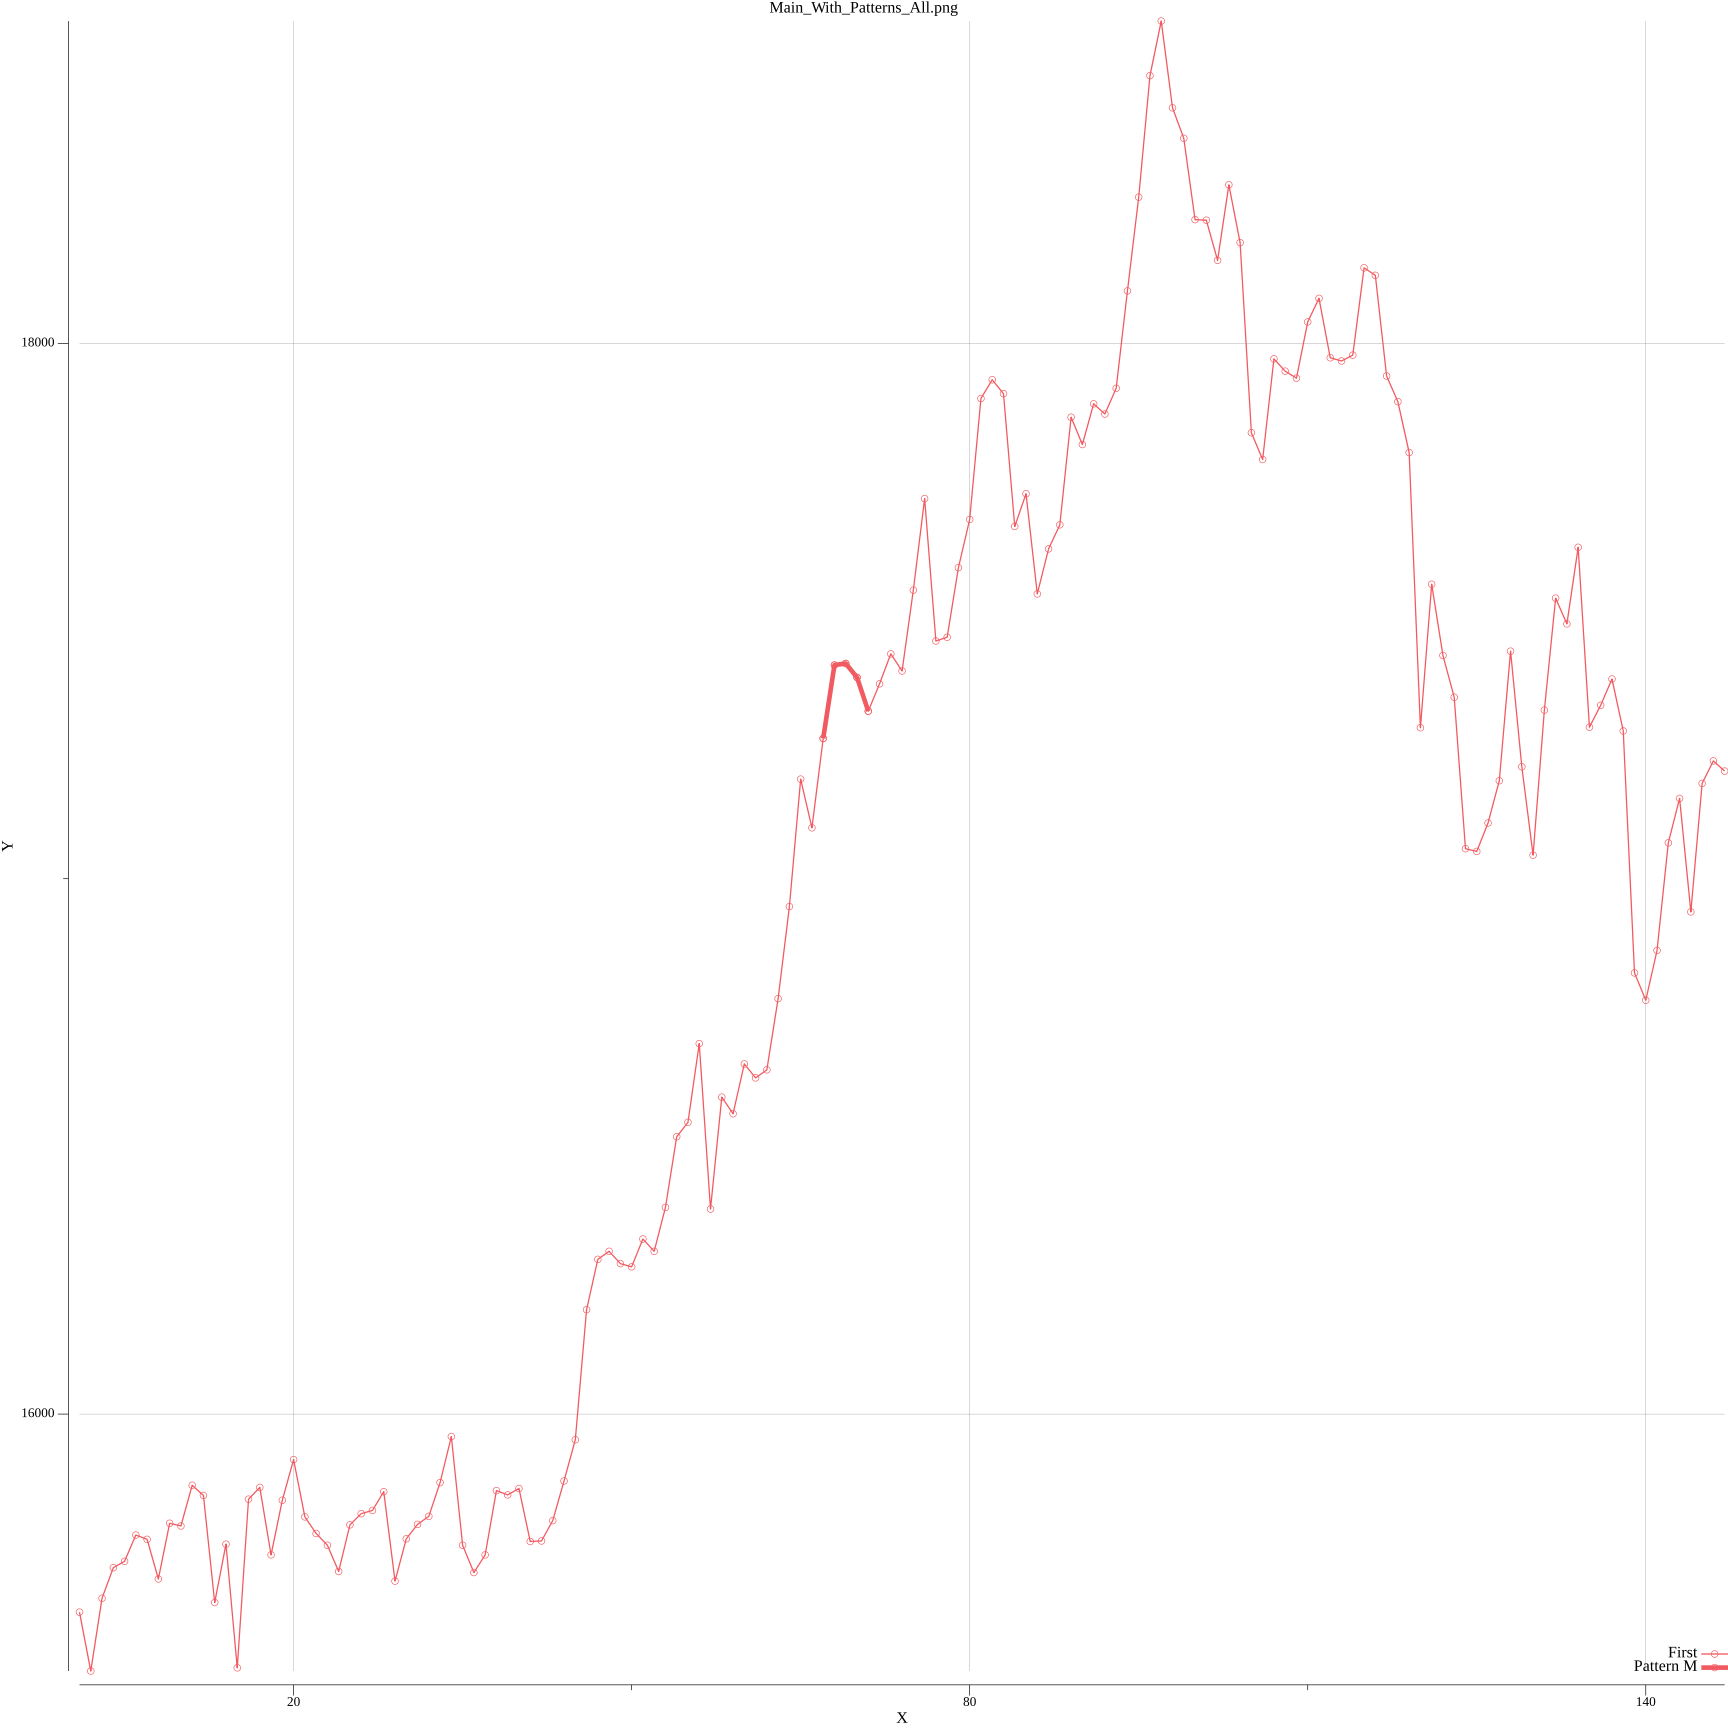 Main_With_Patterns_All.png
18000
Y
16000
First
Pattern M
20
80
140
X